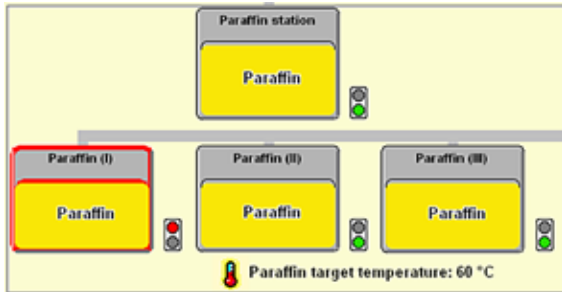 Paraffin station
Paraffin
Paraffin (I)
Paraffin (II)
Paraffin (III)
Paraffin
Paraffin
Paraffin
Paraffin target temperature: 60 °C